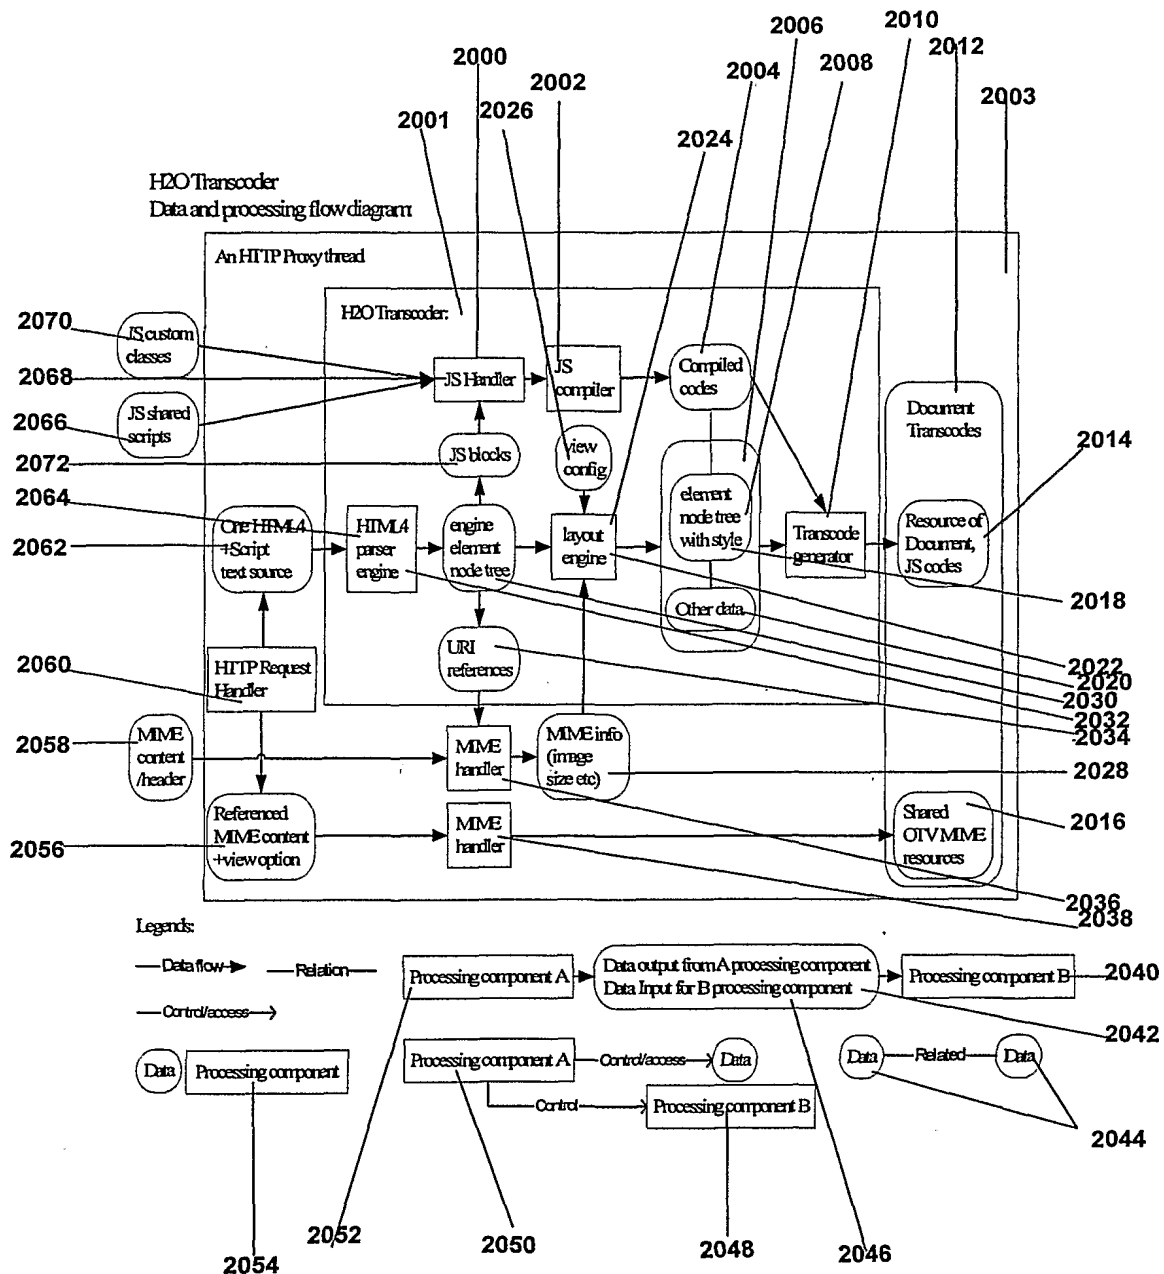 2010
2006
2012
2000
2004
2008
2002
2026
2003
2001
2024
H2O Transcoder
Data and processing flow diagram
An HTTP Proxy thread
H2O Transcoder:
2070
JS custom
classes
2068
JS Handler
JS
compiler
Compiled
codes
Document
Transcodes
JS shared
scripts
2066
2014
2072
JS blocks
view
config
2064
One HTML4
+Script
text source
2062
HTML4
parser
engine
engine
element
node tree
layout
engine
element
node tree
with style
Transcode
generator
Resource of
Document,
JS codes
2018
Other data
URI
references
2060
HTTP Request
Handler
2022
2020
2030
2032
2034
2058
MIME
content
/header
MIME
handler
MIME info
(image
size etc)
2028
Referenced
MIME content
+view option
2056
MIME
handler
Shared
OTV MIME
resources
2016
2036
2038
Legends:
Data flow
Relation
Processing component A
Data output from A processing component
Data Input for B processing component
Processing component B
2040
Control/access
2042
Data
Processing component
Processing component A
Control/access
Data
Data
Related
Data
Control
Processing component B
2044
2052
2050
2048
2046
2054